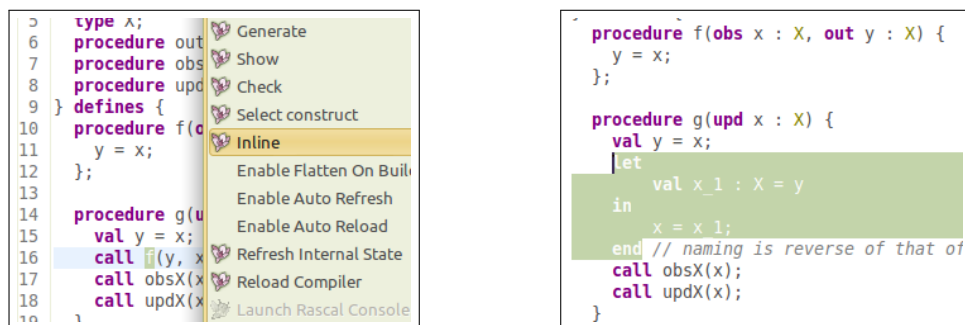 5 type X;
6 procedure out
7 procedure obs
8 procedure upd
9 } defines {
10 procedure f(o
11 y = x;
12 };
13
14 procedure g(u
15 val y = x;
16 call f(y, x
17 call obsX(x
18 call updX(x
19 }
Generate
Show
Check
Select construct
Inline
Enable Flatten On Buil
Enable Auto Refresh
Enable Auto Reload
Refresh Internal State
Reload Compiler
Launch Rascal Console
procedure f(obs x : X, out y : X) {
y = x;
};
procedure g(upd x : X) {
val y = x;
let
val x_1 : X = y
in
x = x_1;
end // naming is reverse of that of
call obsX(x);
call updX(x);
}